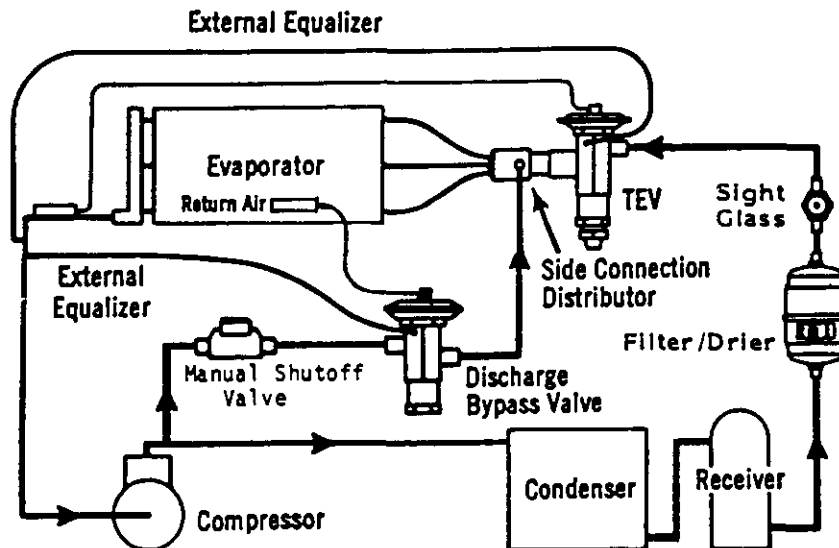 External Equalizer
Evaporator
Return Air
TEV
Sight
Glass
External
Equalizer
Side Connection
Distributor
Filter/Drier
Manual Shutoff
Valve
Discharge
Bypass Valve
Compressor
Condenser
Receiver